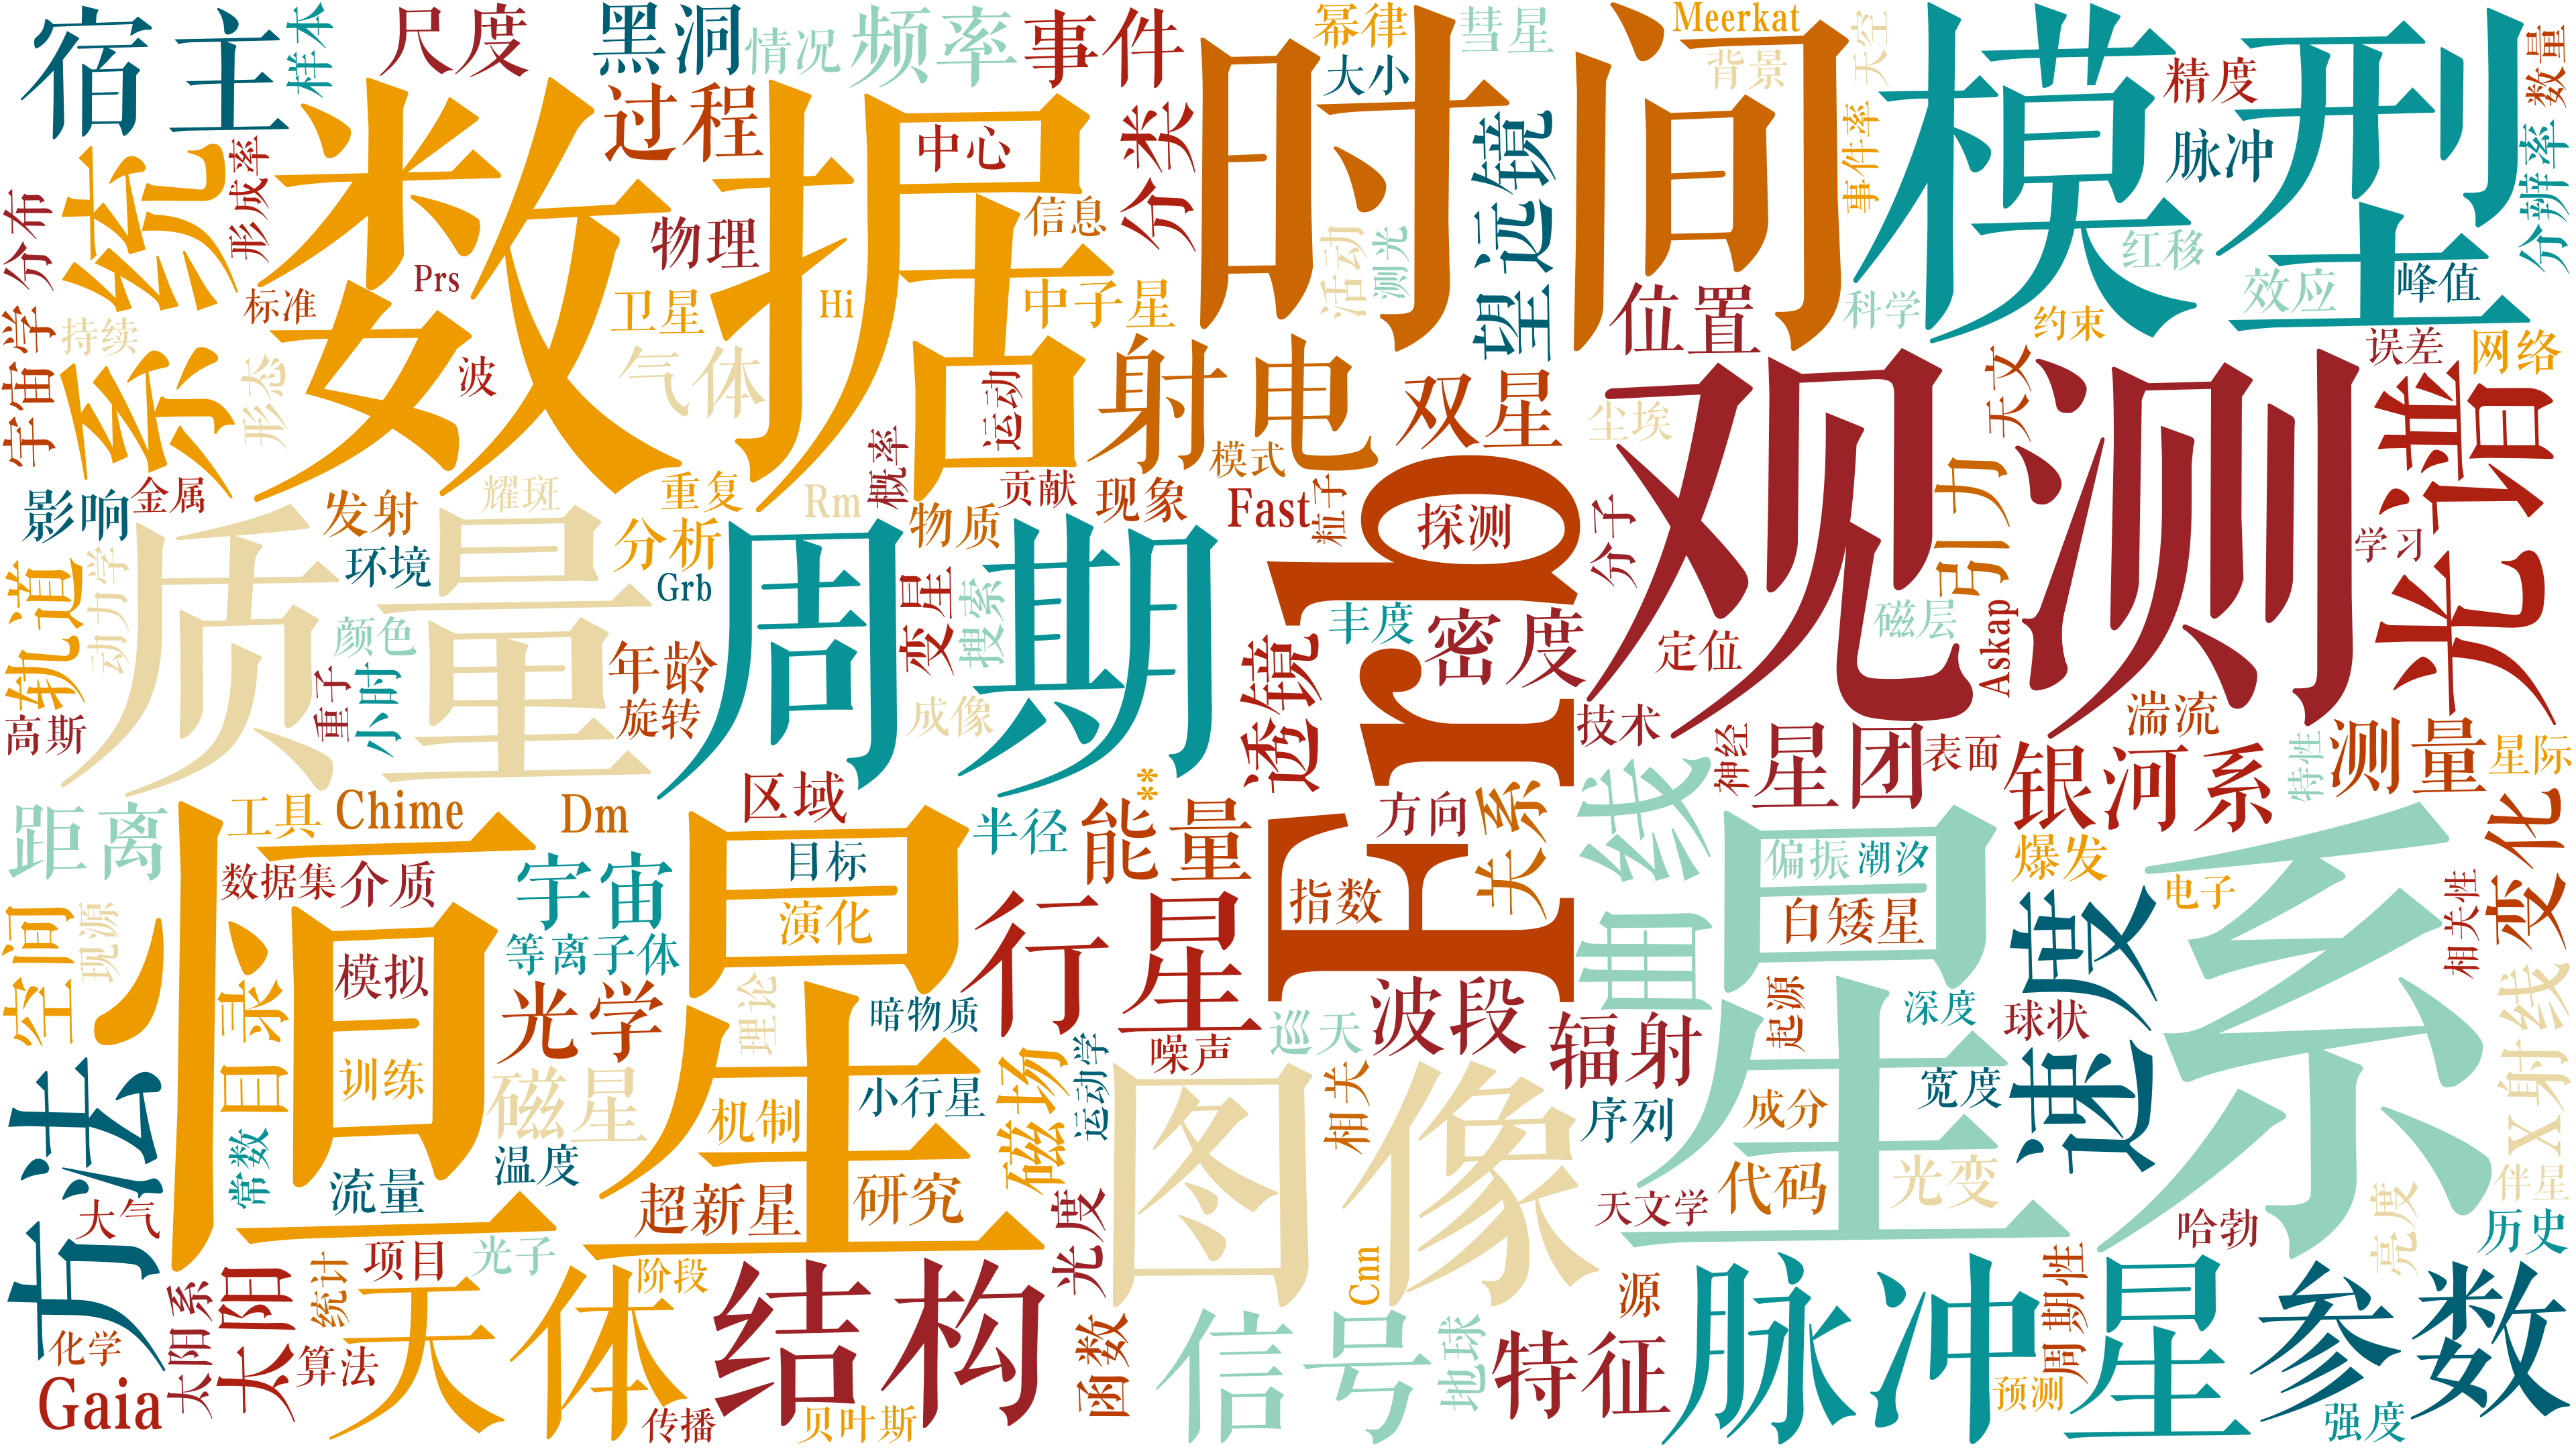 宿主
样本
尺度
黑洞
情况
频率
事件
时间
幂律
大小
彗星
Meerkat
背景
天空
模型
精度
脉冲
数量
分辨率
系统
形成率
分布
数据
过程
中心
分类
物理
信息
望远镜
事件率
红移
效应
峰值
宇宙学
持续
标准
Prs
卫星
Hi
中子星
活动
测光
位置
科学
约束
误差
网络
形态
波
气体
运动
射电
双星
模式
尘埃
观测
天文
光谱
影响
金属
耀斑
发射
重复
Rm
概率
贡献
现象
Fast
粒子
探测
分子
引力
学习
质量
环境
分析
Grb
周期
物质
变星
搜索
Frb
丰度
密度
定位
磁层
Askap
轨道
动力学
颜色
重子
小时
年龄
旋转
成像
透镜
技术
湍流
高斯
神经
星团
表面
银河系
特性
测量
星际
距离
工具
Chime
Dm
区域
半径
能量
**
方向
关系
曲线
星系
偏振
潮汐
爆发
电子
变化
数据集
介质
恒星
宇宙
目标
演化
行星
指数
白矮星
速度
相关性
空间
现源
目录
模拟
等离子体
光学
理论
暗物质
噪声
巡天
波段
辐射
起源
深度
球状
X射线
方法
训练
磁星
机制
小行星
磁场
运动学
图像
相关
序列
成分
宽度
常数
流量
温度
超新星
研究
光度
天文学
代码
光变
亮度
伴星
大气
哈勃
历史
项目
光子
阶段
统计
太阳系
太阳
天体
结构
Cnn
源
脉冲星
周期性
参数
化学
算法
函数
信号
地球
特征
预测
强度
Gaia
传播
贝叶斯